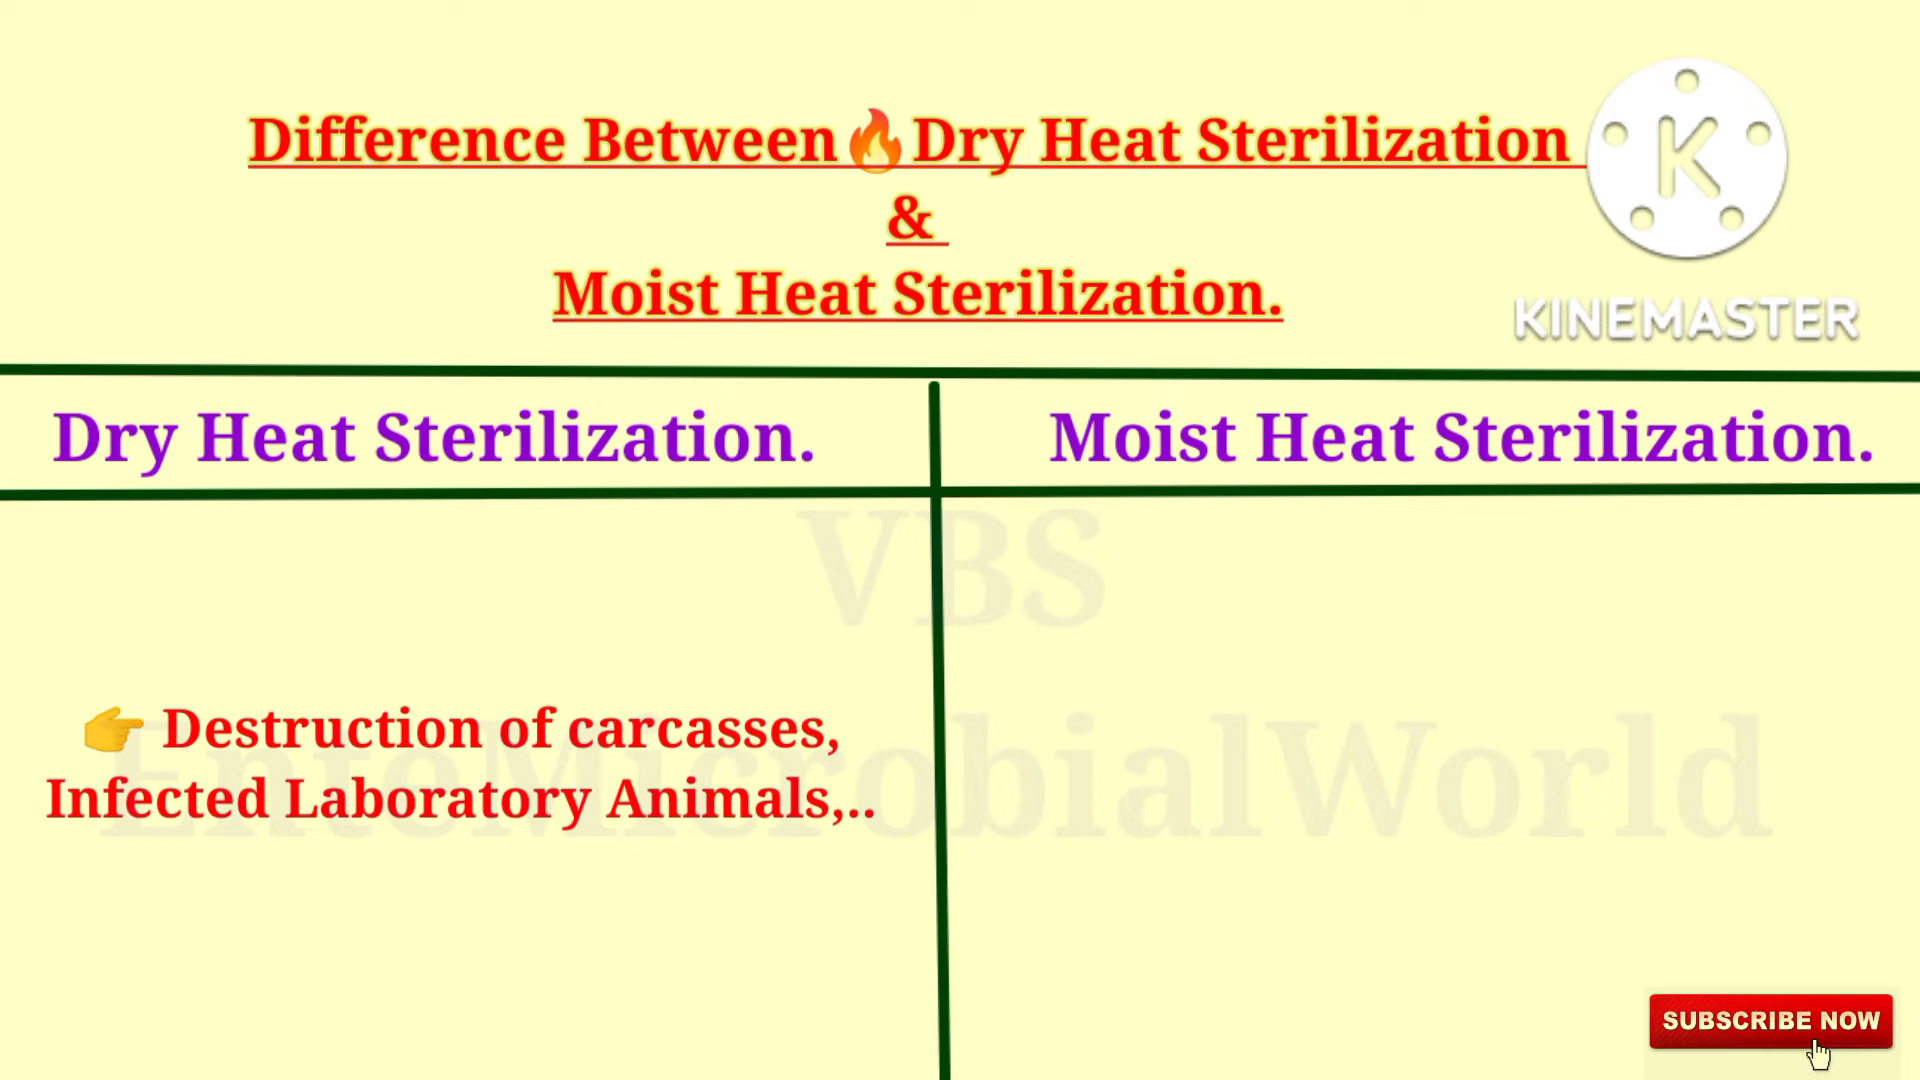 Difference Between🔥Dry Heat Sterilization
&
Moist Heat Sterilization.
KINEMASTER
Dry Heat Sterilization.
Moist Heat Sterilization.
VBS
👉 Destruction of carcasses,
Infected Laboratory Animals,..
EnteMicrobialWorld
SUBSCRIBE NOW